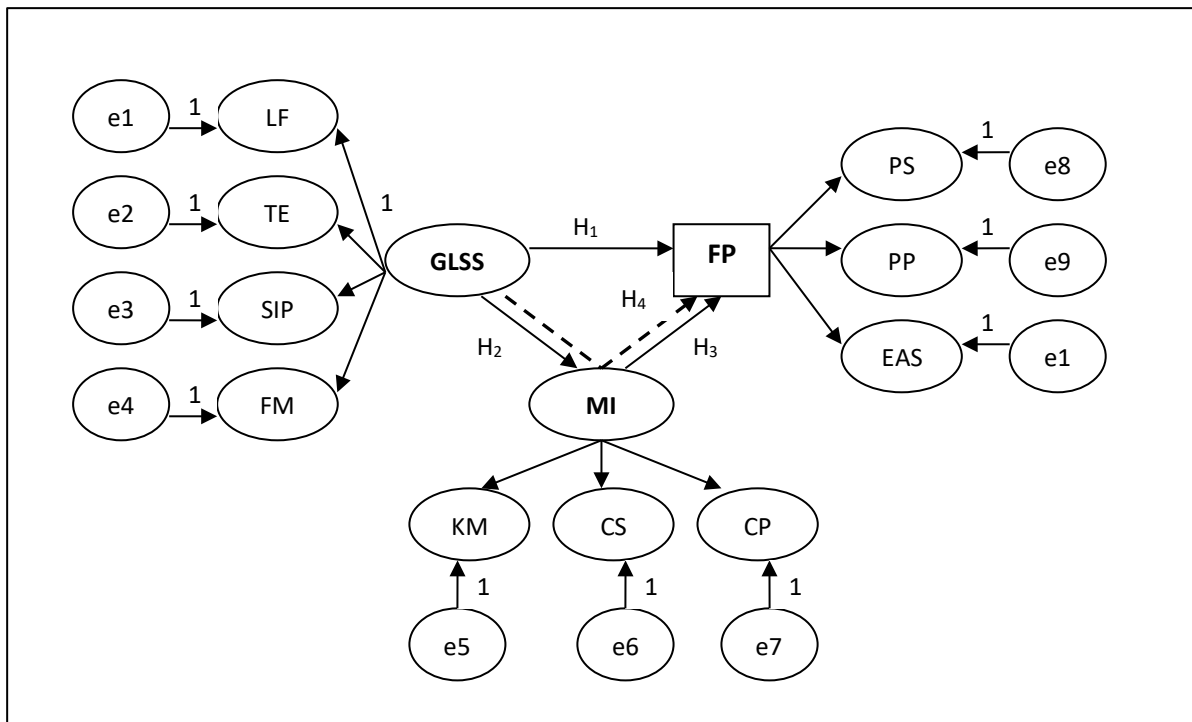 e1
1
LF
e2
1
TE
e3
1
SIP
e4
1
FM
1
GLSS
H₁
FP
H₂
H₄
H₃
MI
PS
1
e8
PP
1
e9
EAS
1
e1
KM
CS
CP
1
1
1
e5
e6
e7